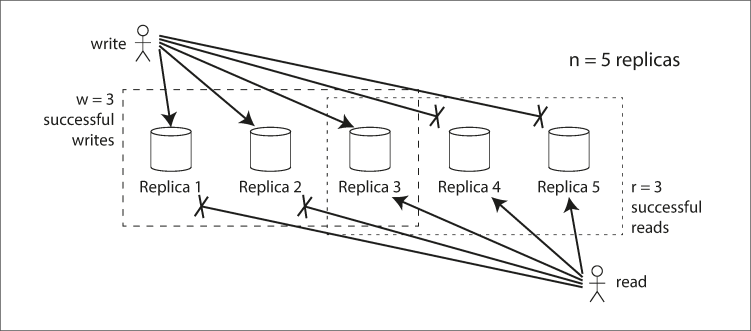 write
n = 5 replicas
w = 3
successful
writes
Replica 1
Replica 2
Replica 3
Replica 4
Replica 5
r = 3
successful
reads
read